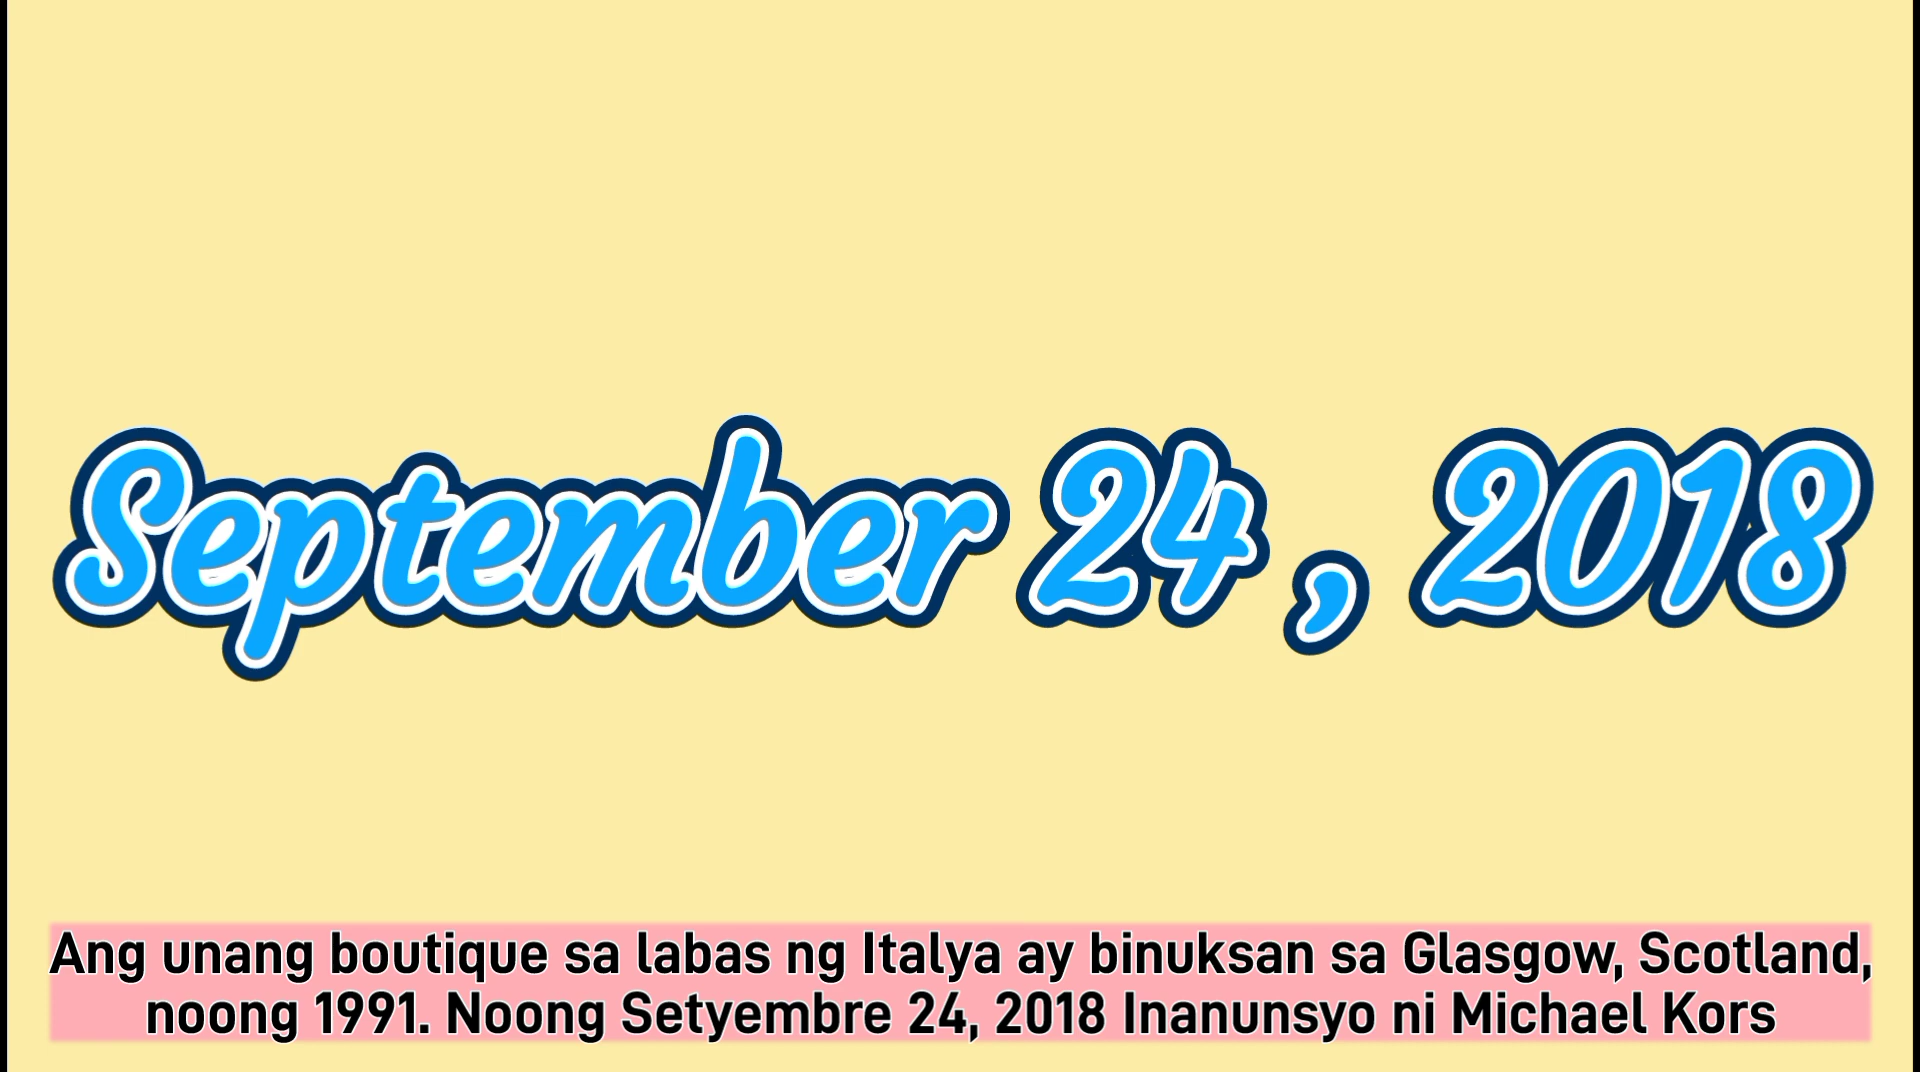 September 24, 2018
Ang unang boutique sa labas ng Italya ay binuksan sa Glasgow, Scotland,
noong 1991. Noong Setyembre 24, 2018 Inanunsyo ni Michael Kors